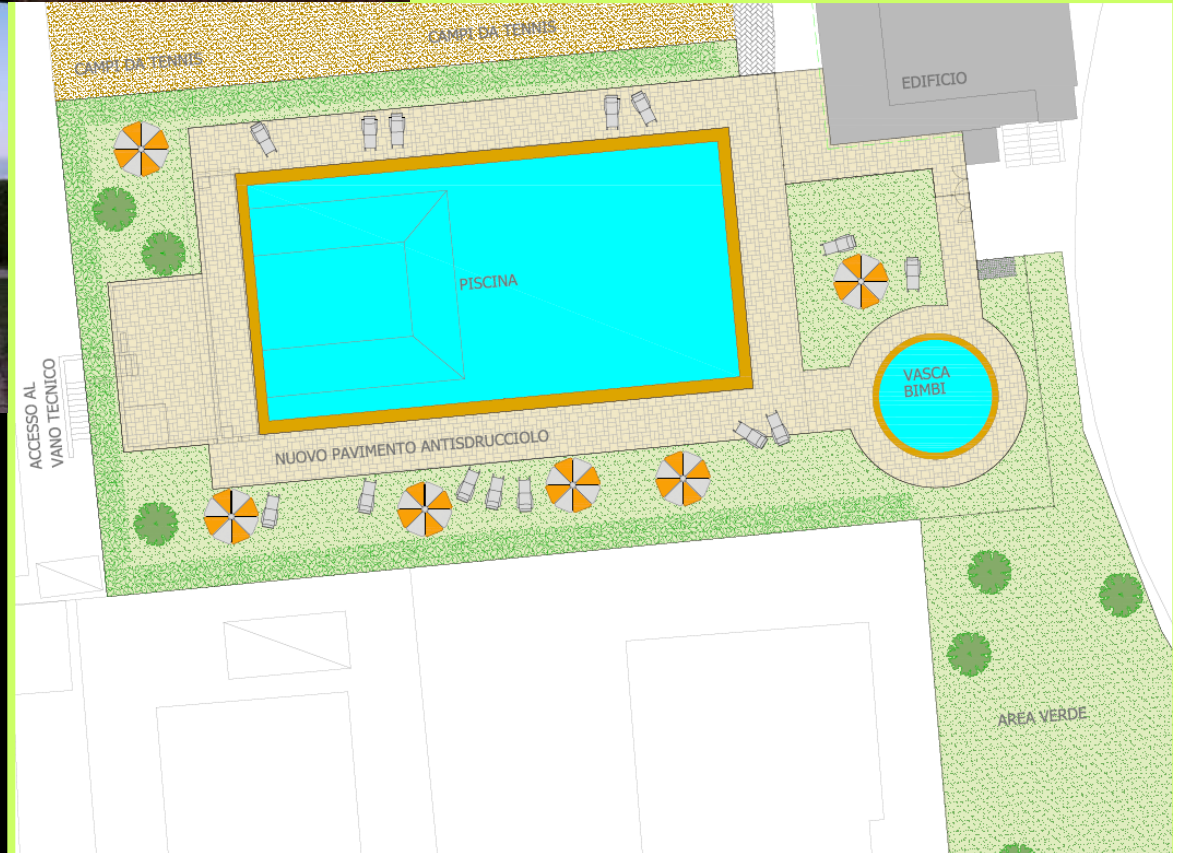 CAMPI DA TENNIS
CAMPI DA TENNIS
EDIFICIO
PISCINA
VASCA
BIMBI
ACCESSO AL
VANO TECNICO
NUOVO PAVIMENTO ANTISDRUCCIOLO
AREA VERDE